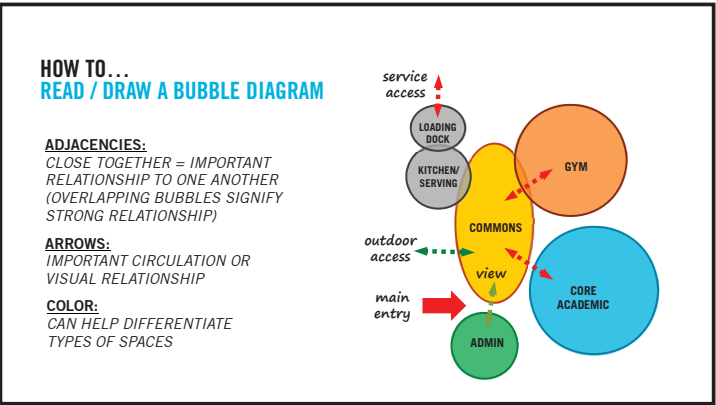 HOW TO...
READ / DRAW A BUBBLE DIAGRAM
ADJACENCIES:
CLOSE TOGETHER = IMPORTANT
RELATIONSHIP TO ONE ANOTHER
(OVERLAPPING BUBBLES SIGNIFY
STRONG RELATIONSHIP)
ARROWS:
IMPORTANT CIRCULATION OR
VISUAL RELATIONSHIP
COLOR:
CAN HELP DIFFERENTIATE
TYPES OF SPACES
service
access
LOADING
DOCK
KITCHEN/
SERVING
GYM
COMMONS
outdoor
access
view
main
entry
CORE
ACADEMIC
ADMIN